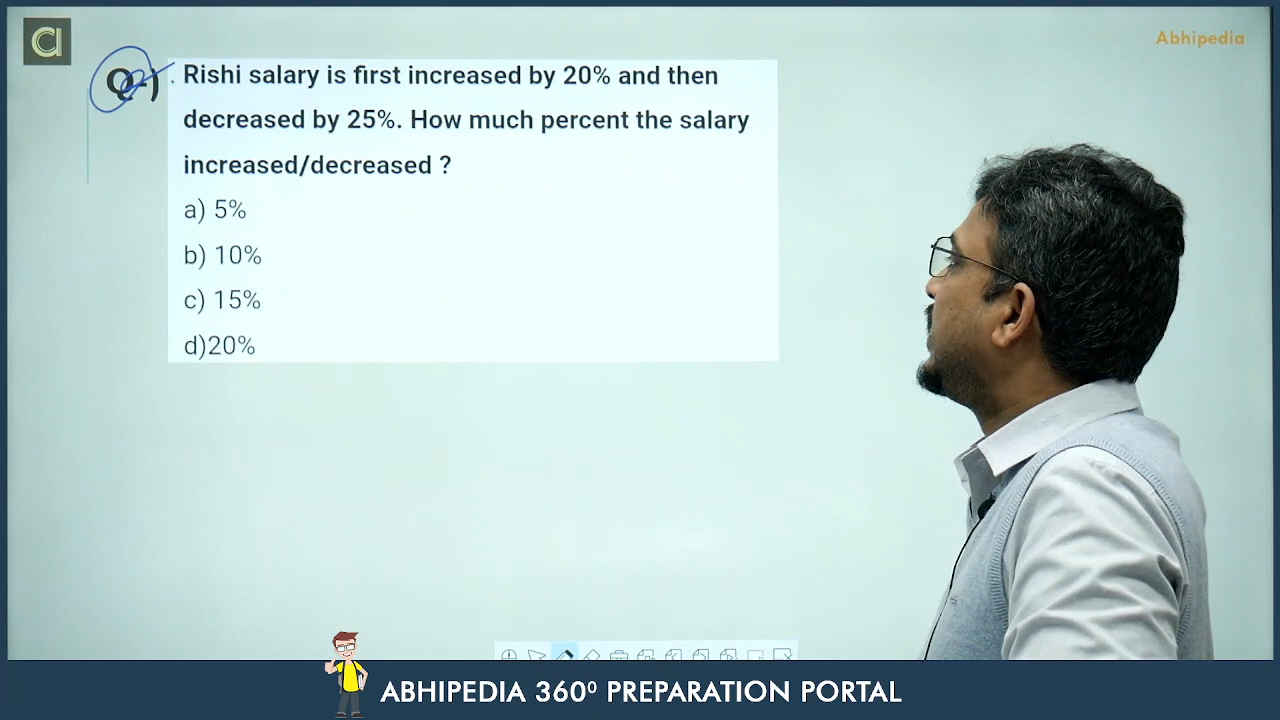 Abhipedia
Q-)
Rishi salary is first increased by 20% and then
decreased by 25%. How much percent the salary
increased/decreased ?
a) 5%
b) 10%
c) 15%
d)20%
ABHIPEDIA 360⁰ PREPARATION PORTAL